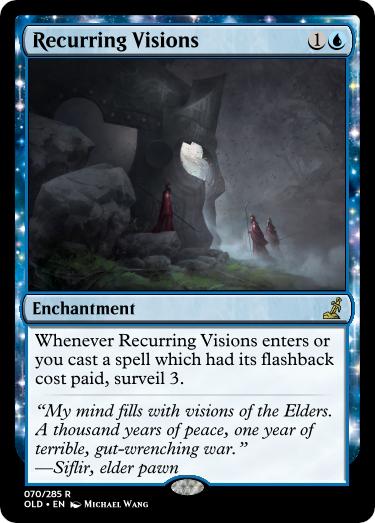 Recurring Visions 1
Enchantment
Whenever Recurring Visions enters or
you cast a spell which had its flashback
cost paid, surveil 3.
“My mind fills with visions of the Elders.
A thousand years of peace, one year of
terrible, gut-wrenching war.”
—Siflir, elder pawn
070/285 R
OLD • EN Michael Wang